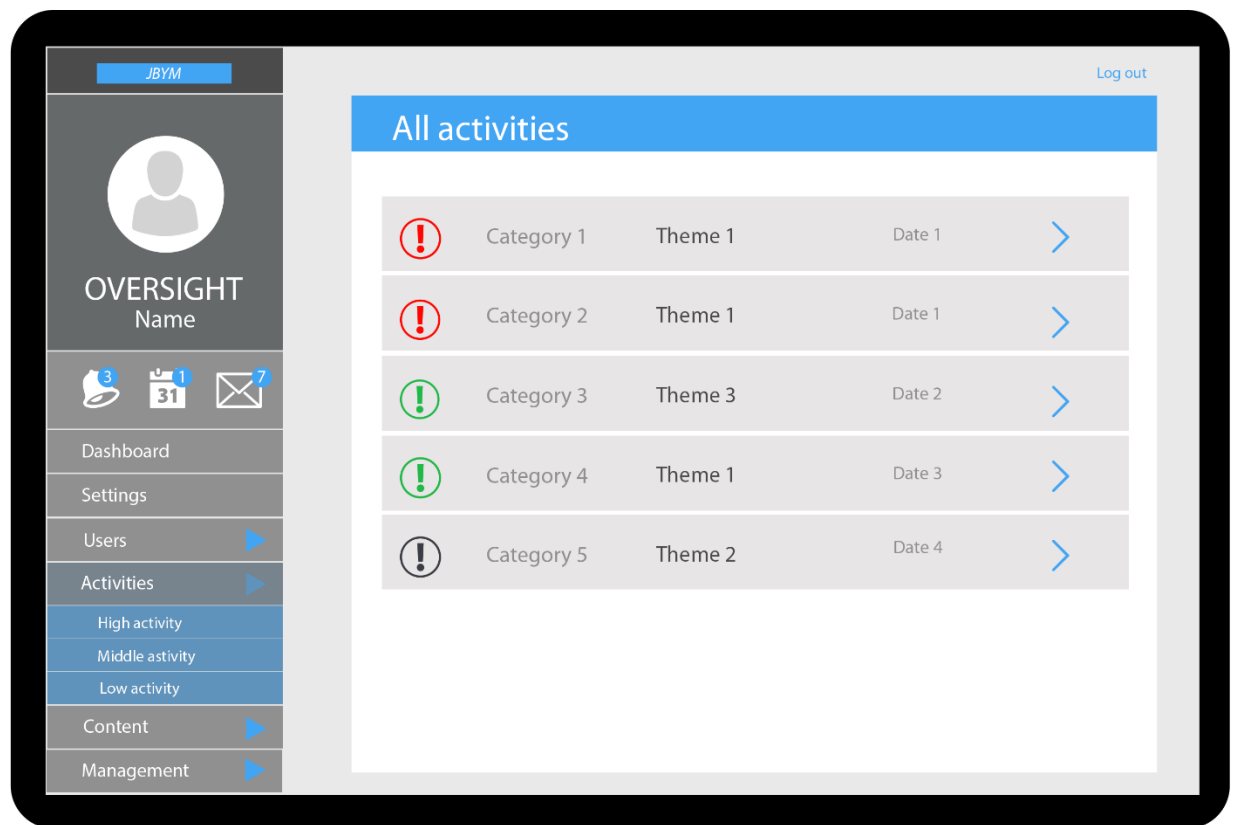 JBYM
Log out
OVERSIGHT
Name
3
1
31
7
Dashboard
Settings
Users
Activities
High activity
Middle astivity
Low activity
Content
Management
All activities
Category 1 Theme 1 Date 1
Category 2 Theme 1 Date 1
Category 3 Theme 3 Date 2
Category 4 Theme 1 Date 3
Category 5 Theme 2 Date 4